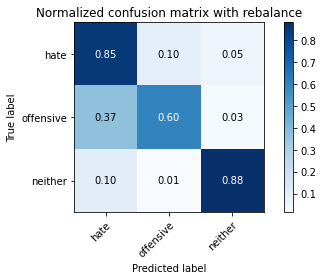 Normalized confusion matrix with rebalance
True label
hate 0.85 0.10 0.05
offensive 0.37 0.60 0.03
neither 0.10 0.01 0.88
hate offensive neither
Predicted label
0.8
0.7
0.6
0.5
0.4
0.3
0.2
0.1